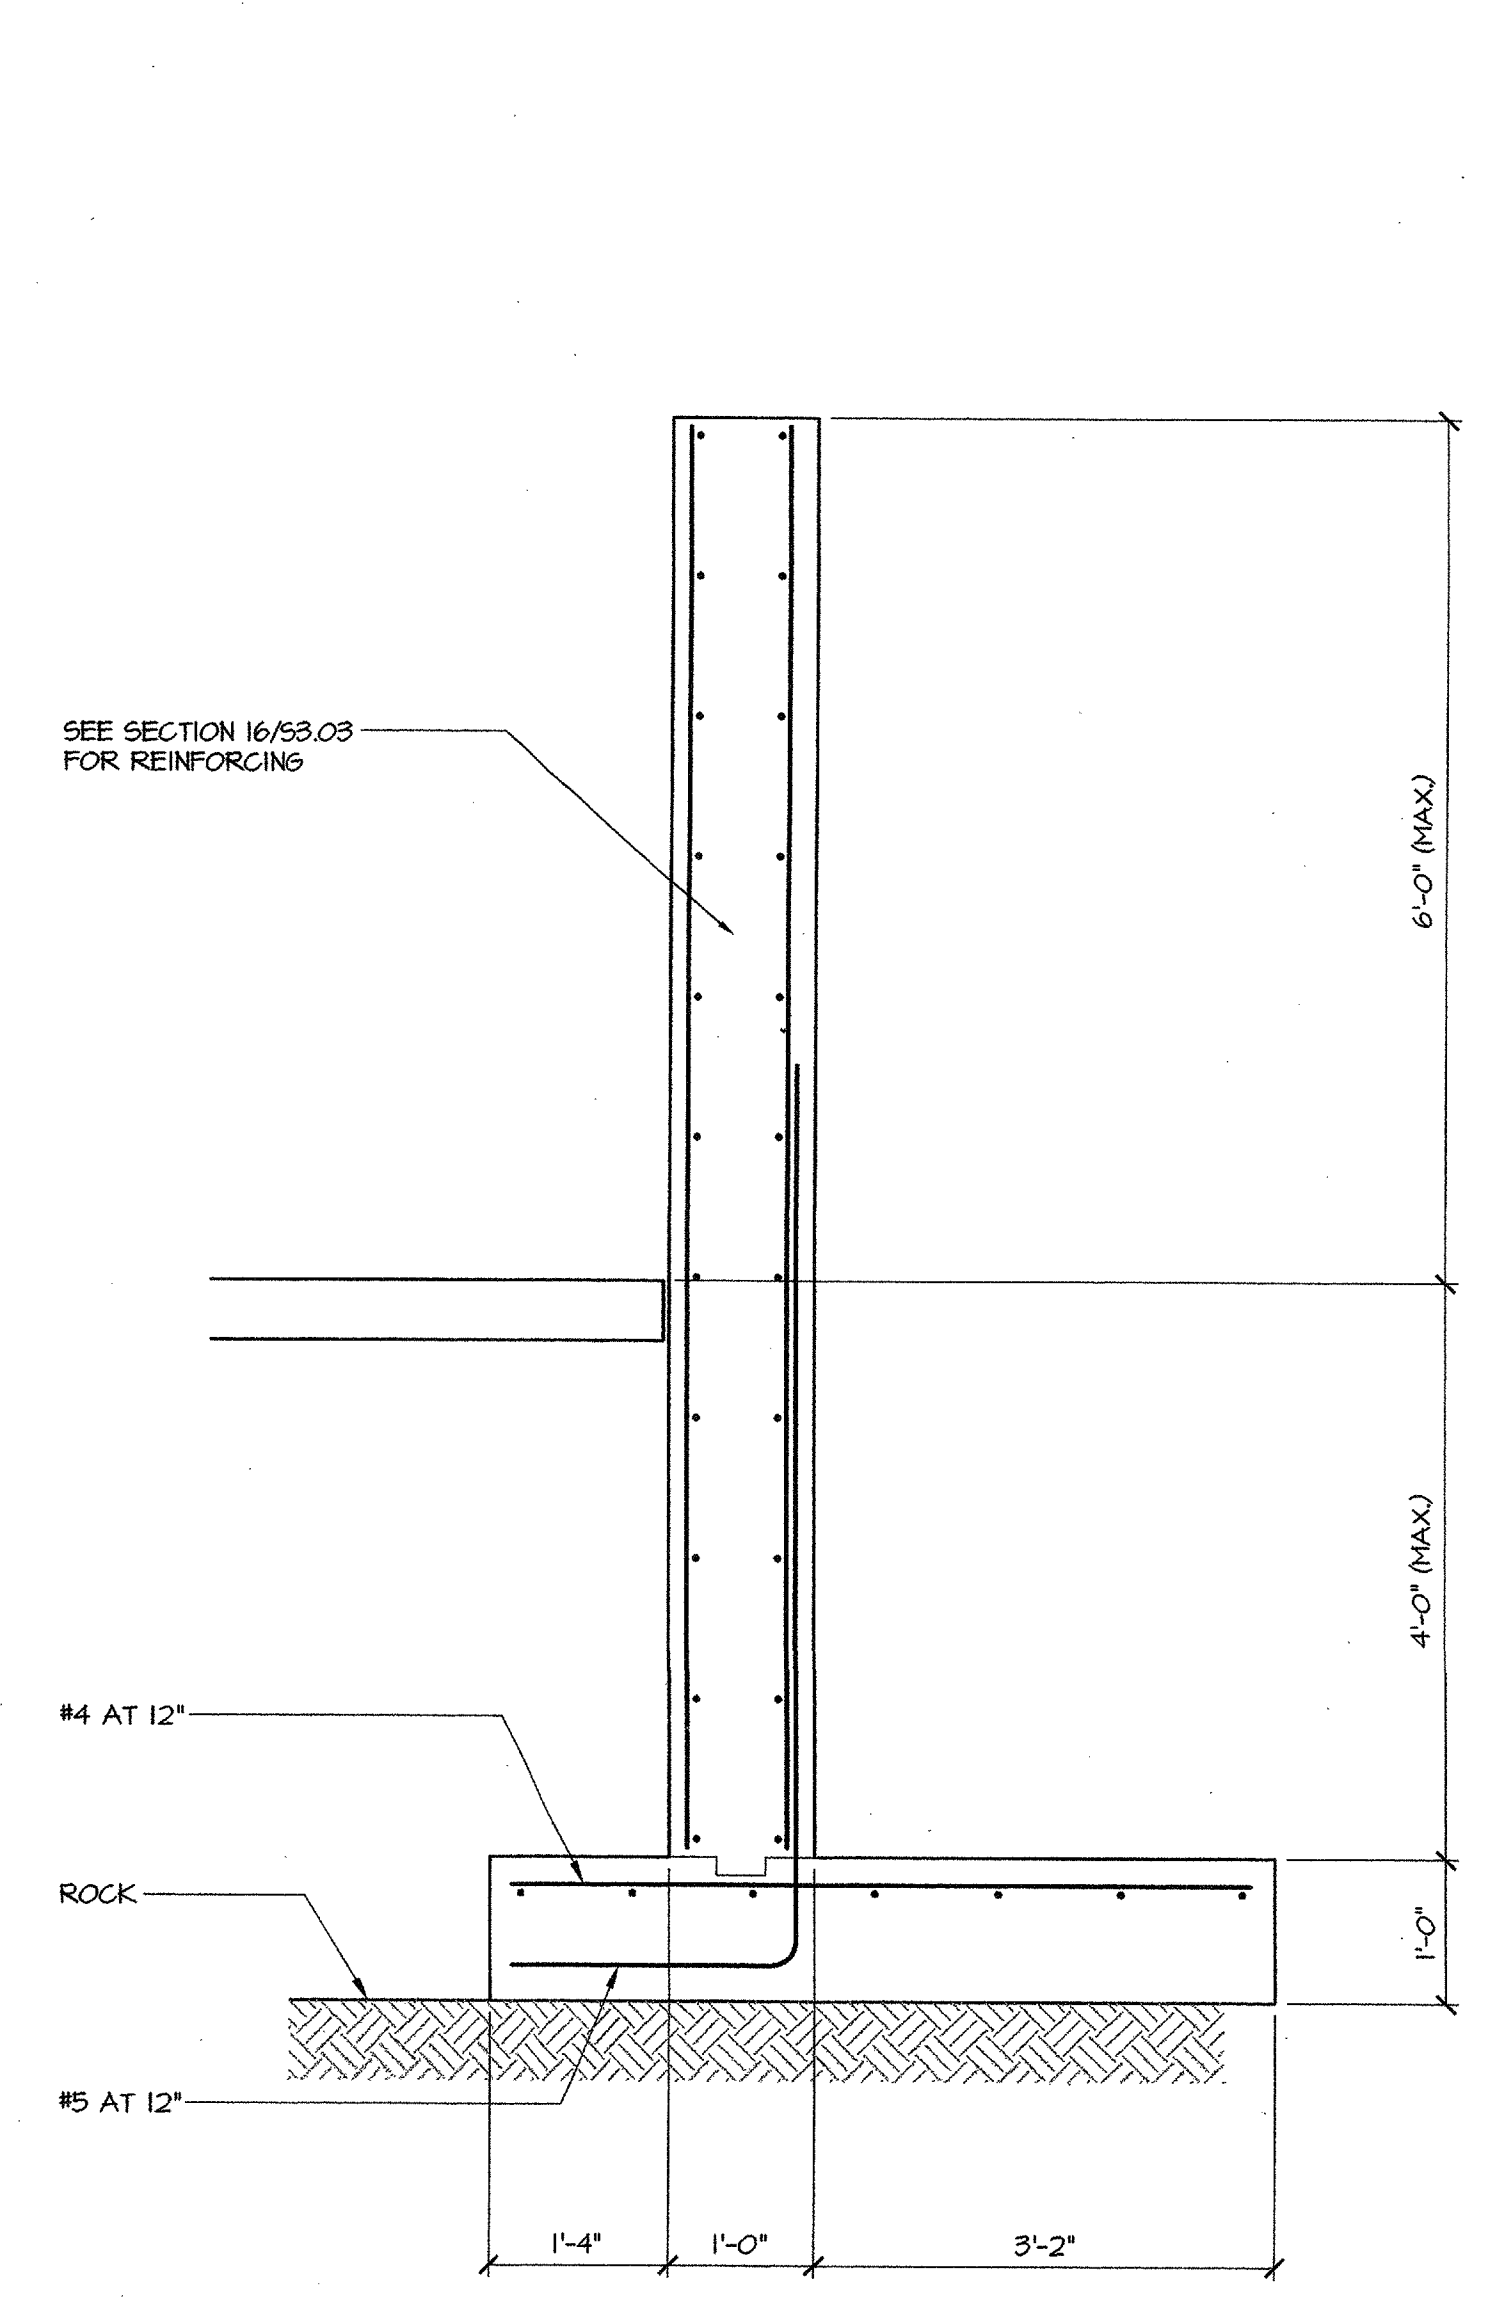 SEE SECTION 16/S3.03
FOR REINFORCING
6'-0" (MAX.)
4'-0" (MAX.)
#4 AT 12"
ROCK
1'-0"
#5 AT 12"
1'-4"
1'-0"
3'-2"